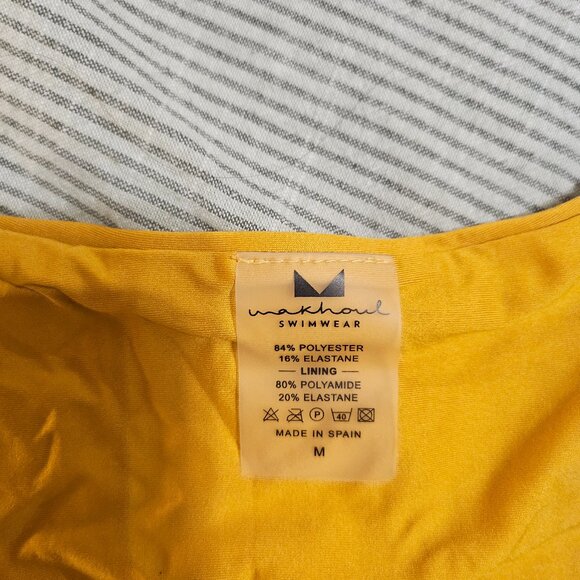 makhoul
SWIMWEAR
84% POLYESTER
16% ELASTANE
LINING
80% POLYAMIDE
20% ELASTANE
P 40
MADE IN SPAIN
M